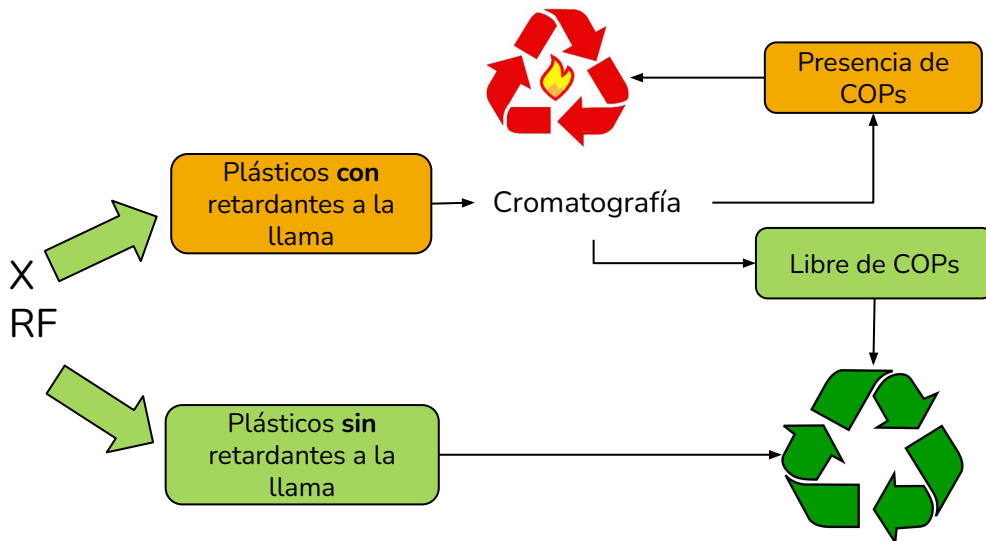 Presencia de
COPs
Plásticos con
retardantes a la
llama
Cromatografía
Libre de COPs
X
RF
Plásticos sin
retardantes a la
llama